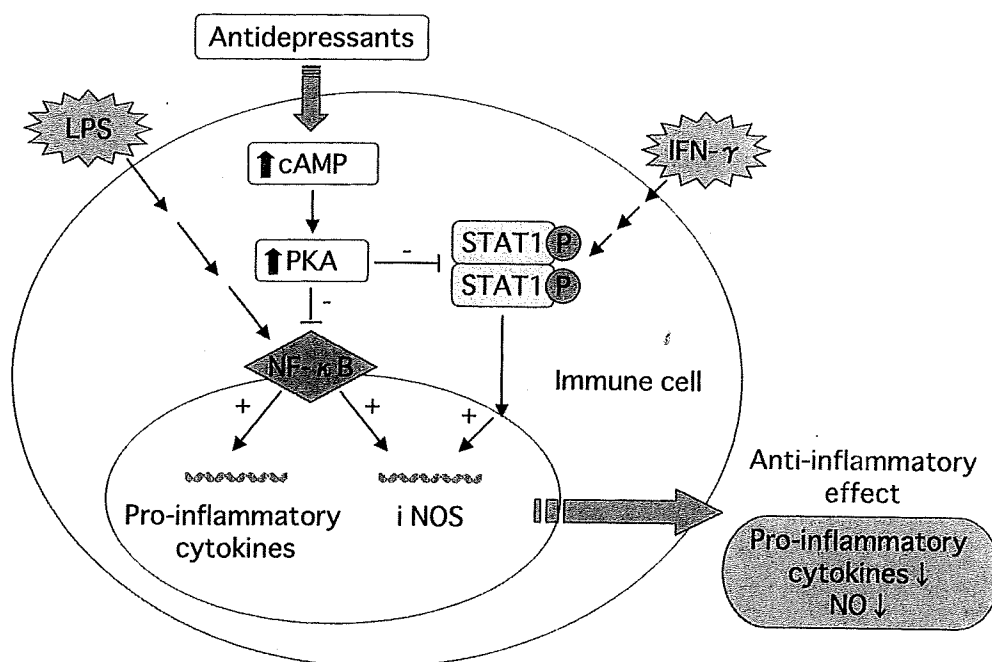 Antidepressants
LPS
cAMP
IFN-γ
PKA
-
STAT1 P
STAT1 P
-
NF-κB
Immune cell
+
+
+
Pro-inflammatory
cytokines
i NOS
Anti-inflammatory
effect
Pro-inflammatory
cytokines ↓
NO ↓